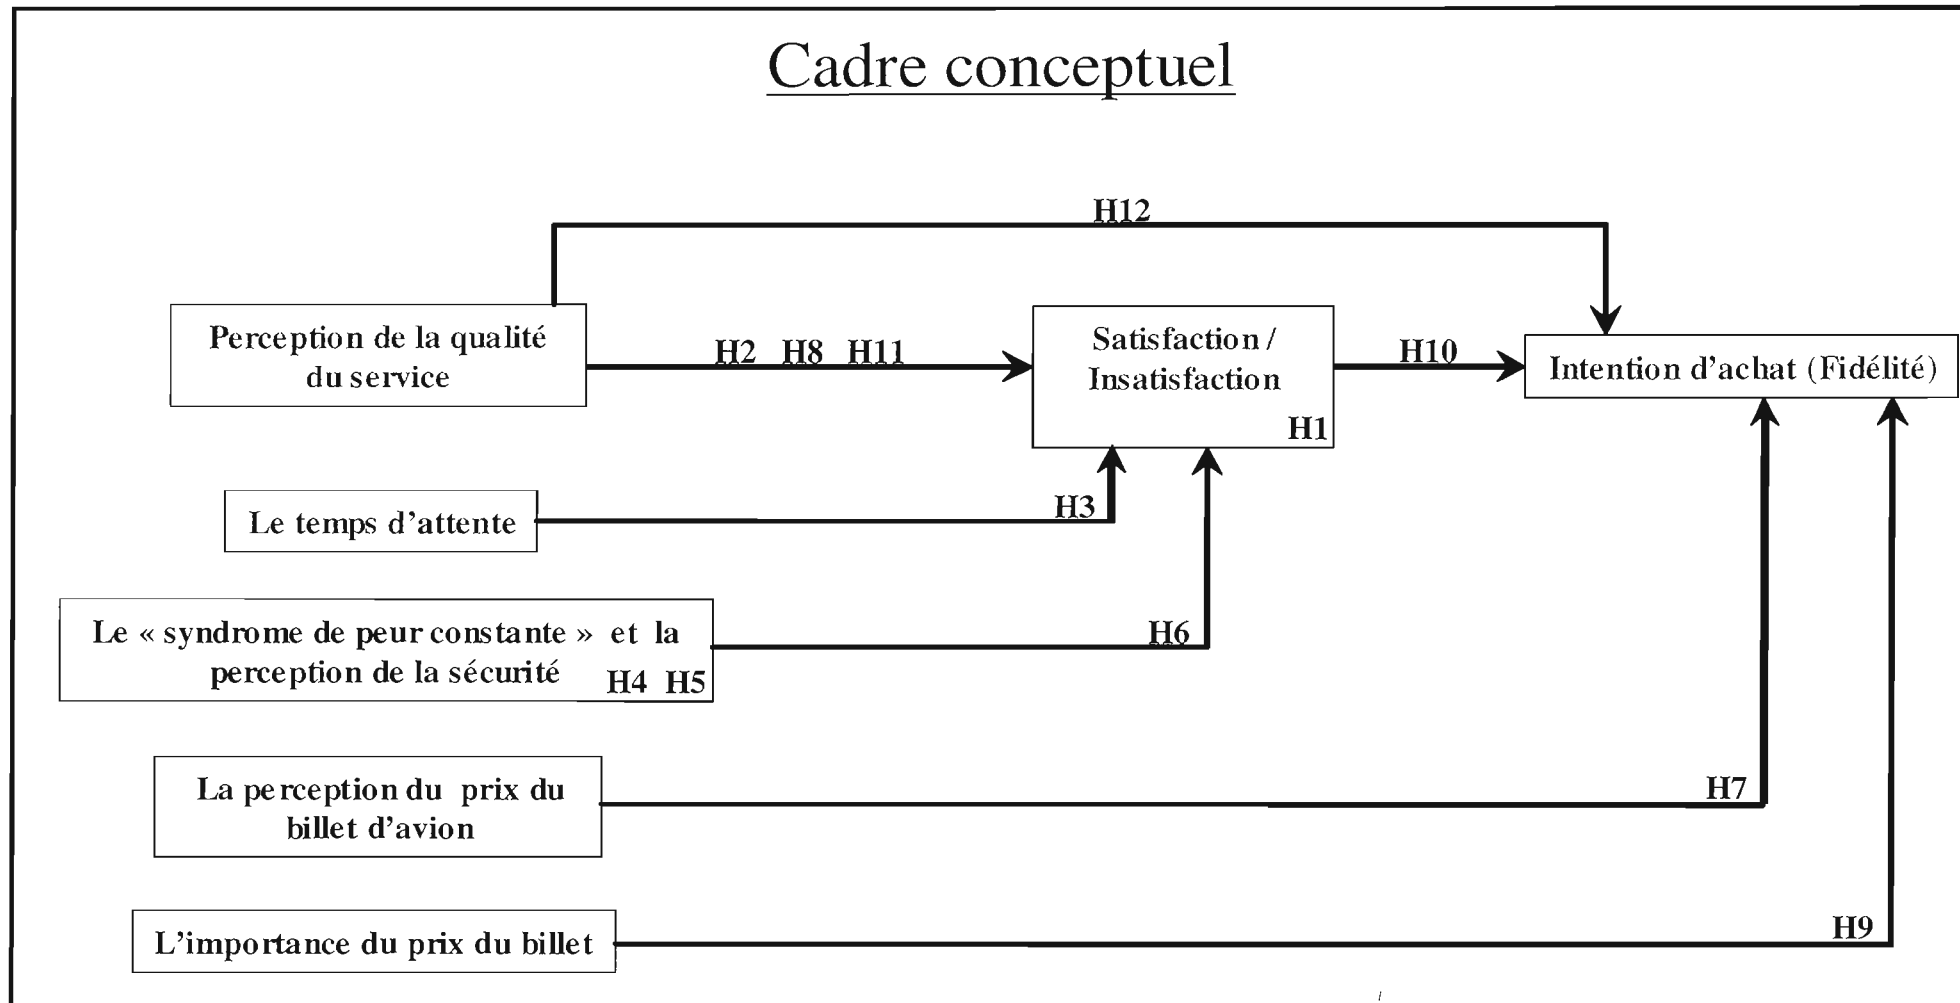 Cadre conceptuel
H12
Perception de la qualité
du service
H2 H8 H11
Satisfaction /
Insatisfaction
H1
H10
Intention d'achat (Fidélité)
Le temps d'attente
H3
Le « syndrome de peur constante » et la
perception de la sécurité
H4 H5
H6
La perception du prix du
billet d'avion
H7
L'importance du prix du billet
H9